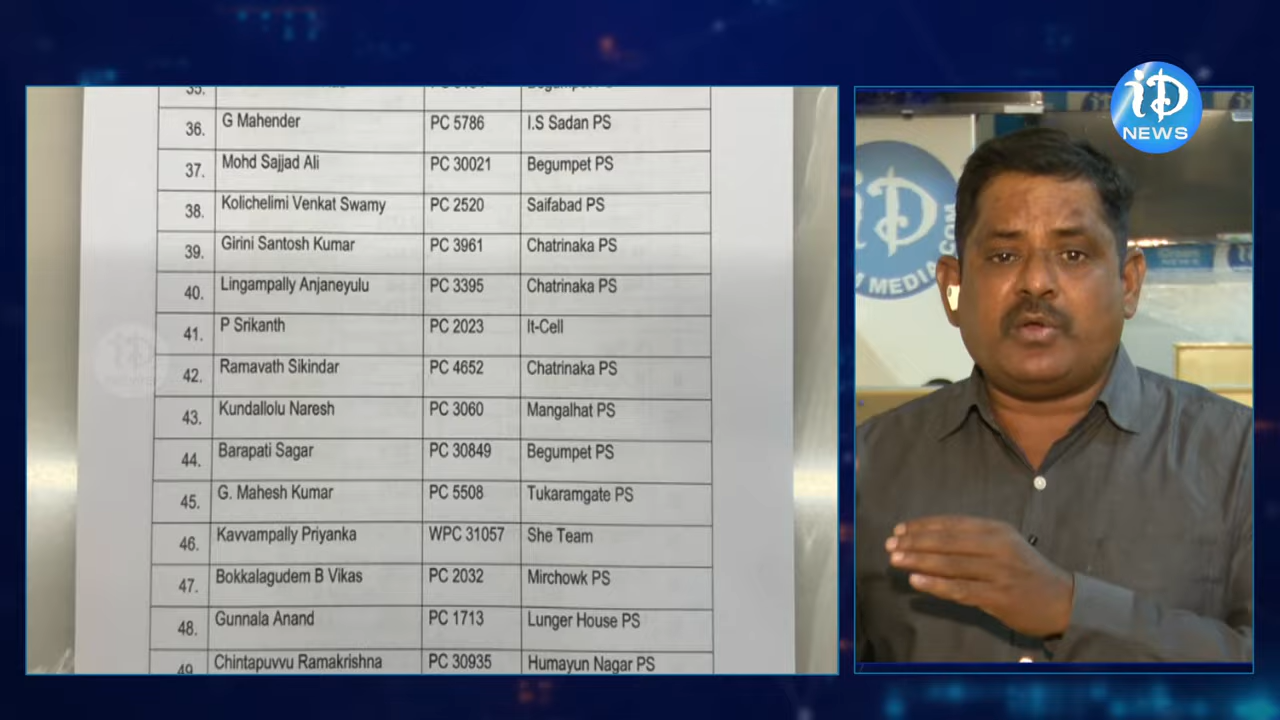 35.
36. G Mahender PC 5786 I.S Sadan PS
37. Mohd Sajjad Ali PC 30021 Begumpet PS
38. Kolichelimi Venkat Swamy PC 2520 Saifabad PS
39. Girini Santosh Kumar PC 3961 Chatrinaka PS
40. Lingampally Anjaneyulu PC 3395 Chatrinaka PS
41. P Srikanth PC 2023 It-Cell
42. Ramavath Sikindar PC 4652 Chatrinaka PS
43. Kundallolu Naresh PC 3060 Mangalhat PS
44. Barapati Sagar PC 30849 Begumpet PS
45. G. Mahesh Kumar PC 5508 Tukaramgate PS
46. Kavvampally Priyanka WPC 31057 She Team
47. Bokkalagudem B Vikas PC 2032 Mirchowk PS
48. Gunnala Anand PC 1713 Lunger House PS
49. Chintapuvvu Ramakrishna PC 30935 Humayun Nagar PS
iD
NEWS
iD
MEDIA.COM